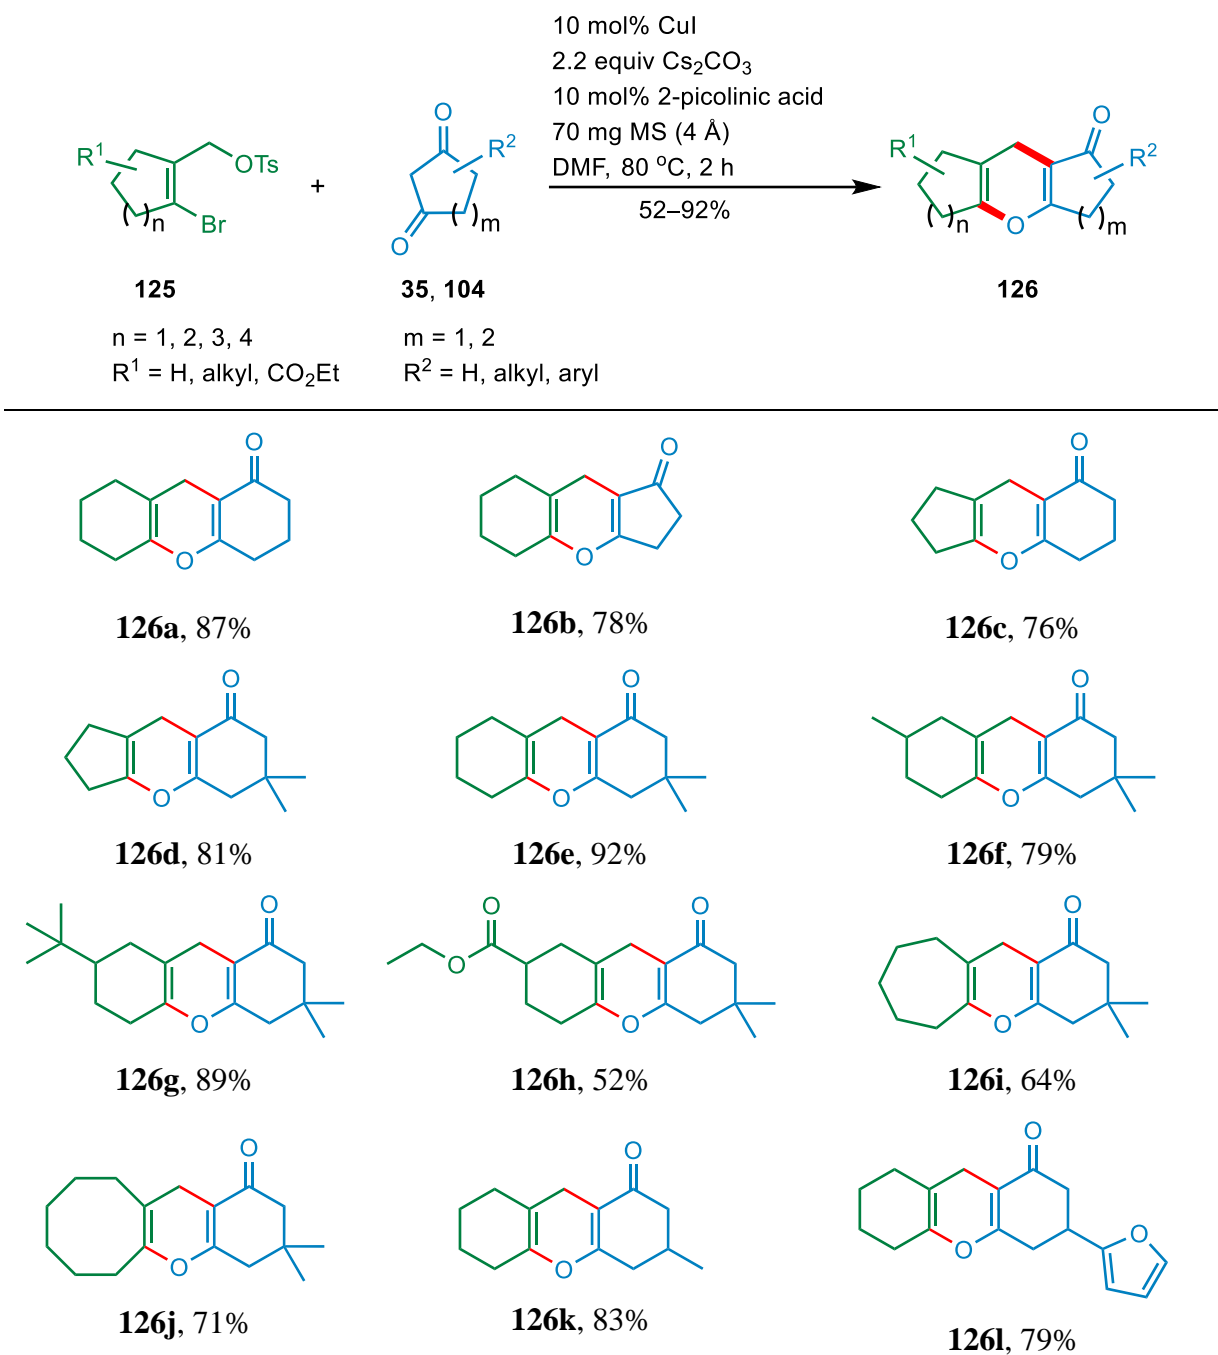 10 mol% CuI
2.2 equiv Cs₂CO₃
10 mol% 2-picolinic acid
70 mg MS (4 Å)
DMF, 80 °C, 2 h
52–92%
R¹ OTs Br ( )n
+
O R² O ( )m
R¹ O R² ( )n O ( )m
125 35, 104 126
n = 1, 2, 3, 4 m = 1, 2
R¹ = H, alkyl, CO₂Et R² = H, alkyl, aryl
O O O
O O O
126a, 87% 126b, 78% 126c, 76%
O O O
O O O
126d, 81% 126e, 92% 126f, 79%
O O O O
O O O O
126g, 89% 126h, 52% 126i, 64%
O O O
O O O O
126j, 71% 126k, 83% 126l, 79%